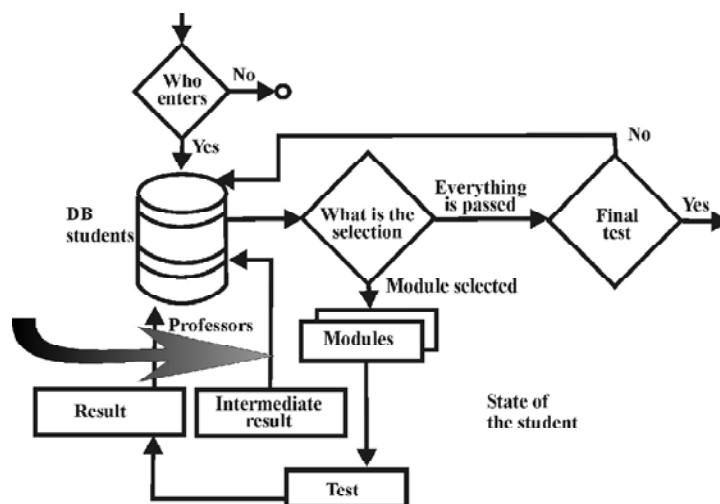 Who
enters
No
Yes
No
DB
students
What is the
selection
Everything
is passed
Final
test
Yes
Module selected
Professors
Modules
Result
Intermediate
result
State of
the student
Test